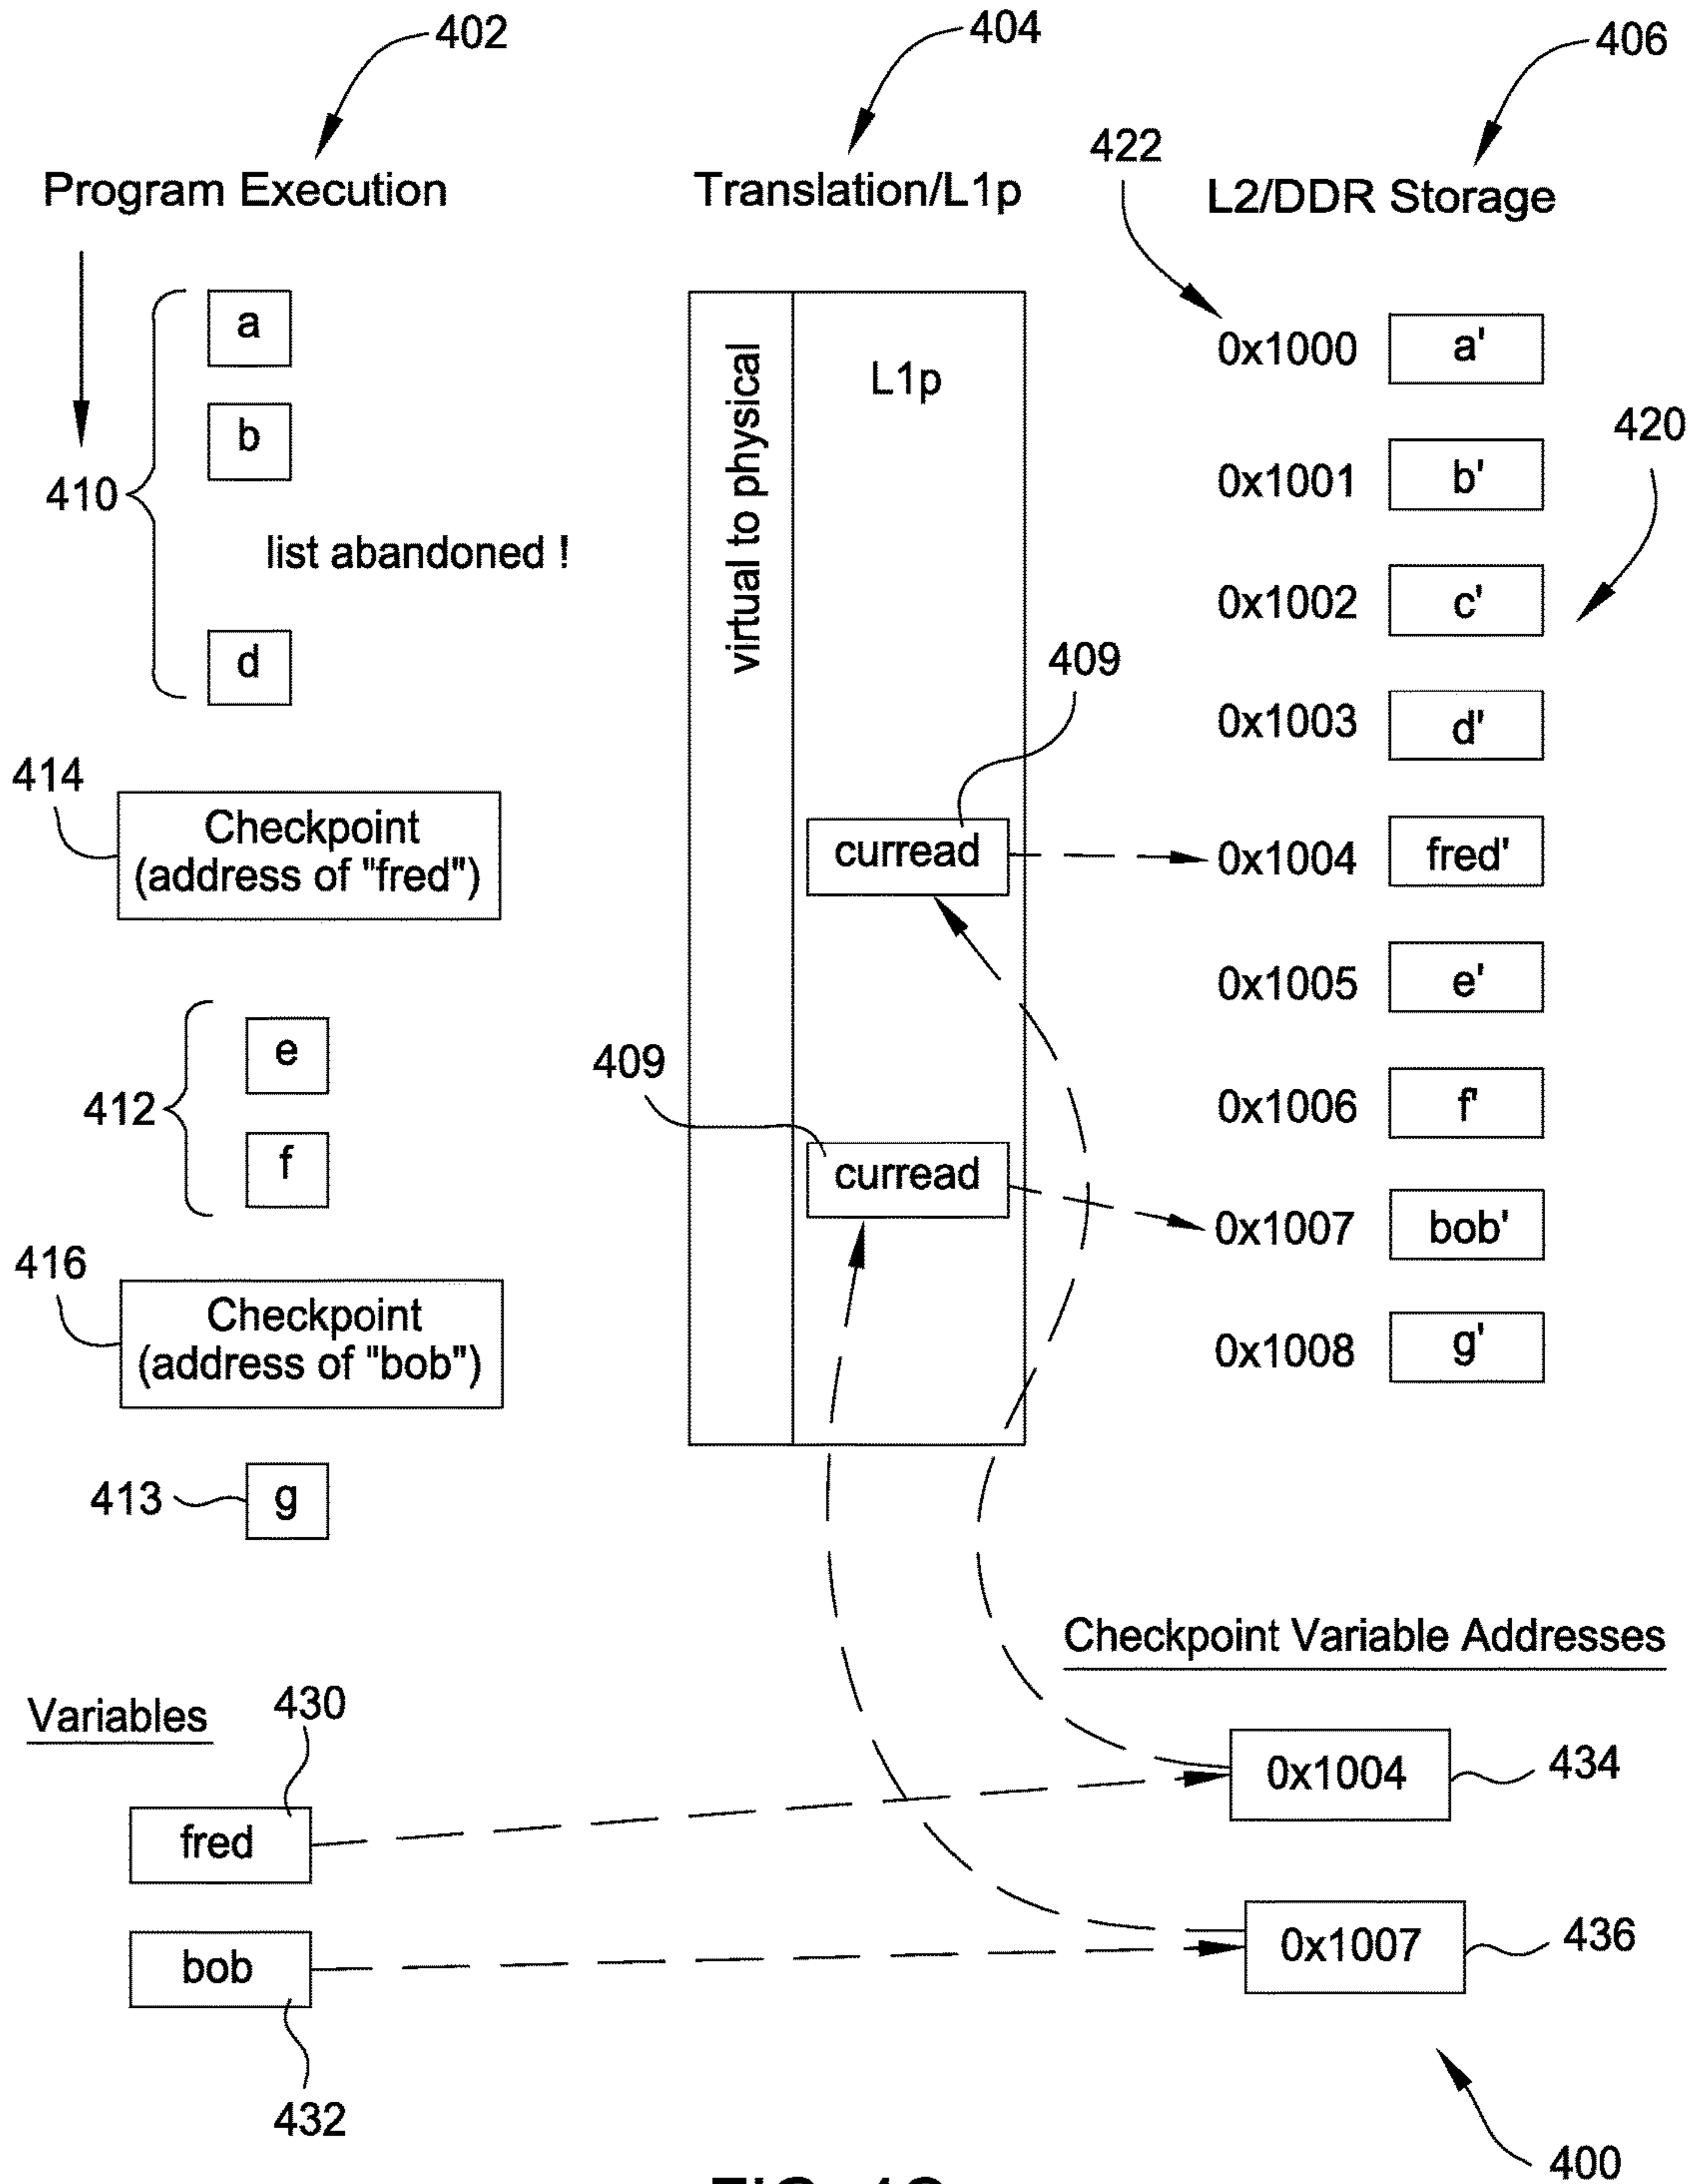 402
404
406
422
Program Execution
Translation/L1p
L2/DDR Storage
a
b
410
list abandoned !
d
virtual to physical
L1p
0x1000 a'
0x1001 b'
420
0x1002 c'
409
0x1003 d'
414
Checkpoint
(address of "fred")
curread
0x1004 fred'
0x1005 e'
e
412
f
409
curread
0x1006 f'
0x1007 bob'
416
Checkpoint
(address of "bob")
0x1008 g'
413
g
Checkpoint Variable Addresses
Variables
430
fred
0x1004
434
bob
0x1007
436
432
400